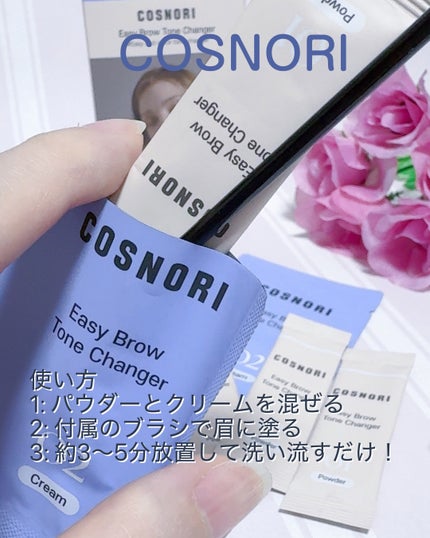 COSNORI
Easy Brow Tone Changer
COSNORI
Powder
Easy Brow
Tone Changer
COSNORI
COSNORI
Easy Brow
Tone Changer
02
Cream
COSNORI
COSNORI
Easy Brow
Tone Changer
COSNORI
Easy Brow
Tone Changer
Powder
使い方
1: パウダーとクリームを混ぜる
2: 付属のブラシで眉に塗る
3: 約3〜5分放置して洗い流すだけ！